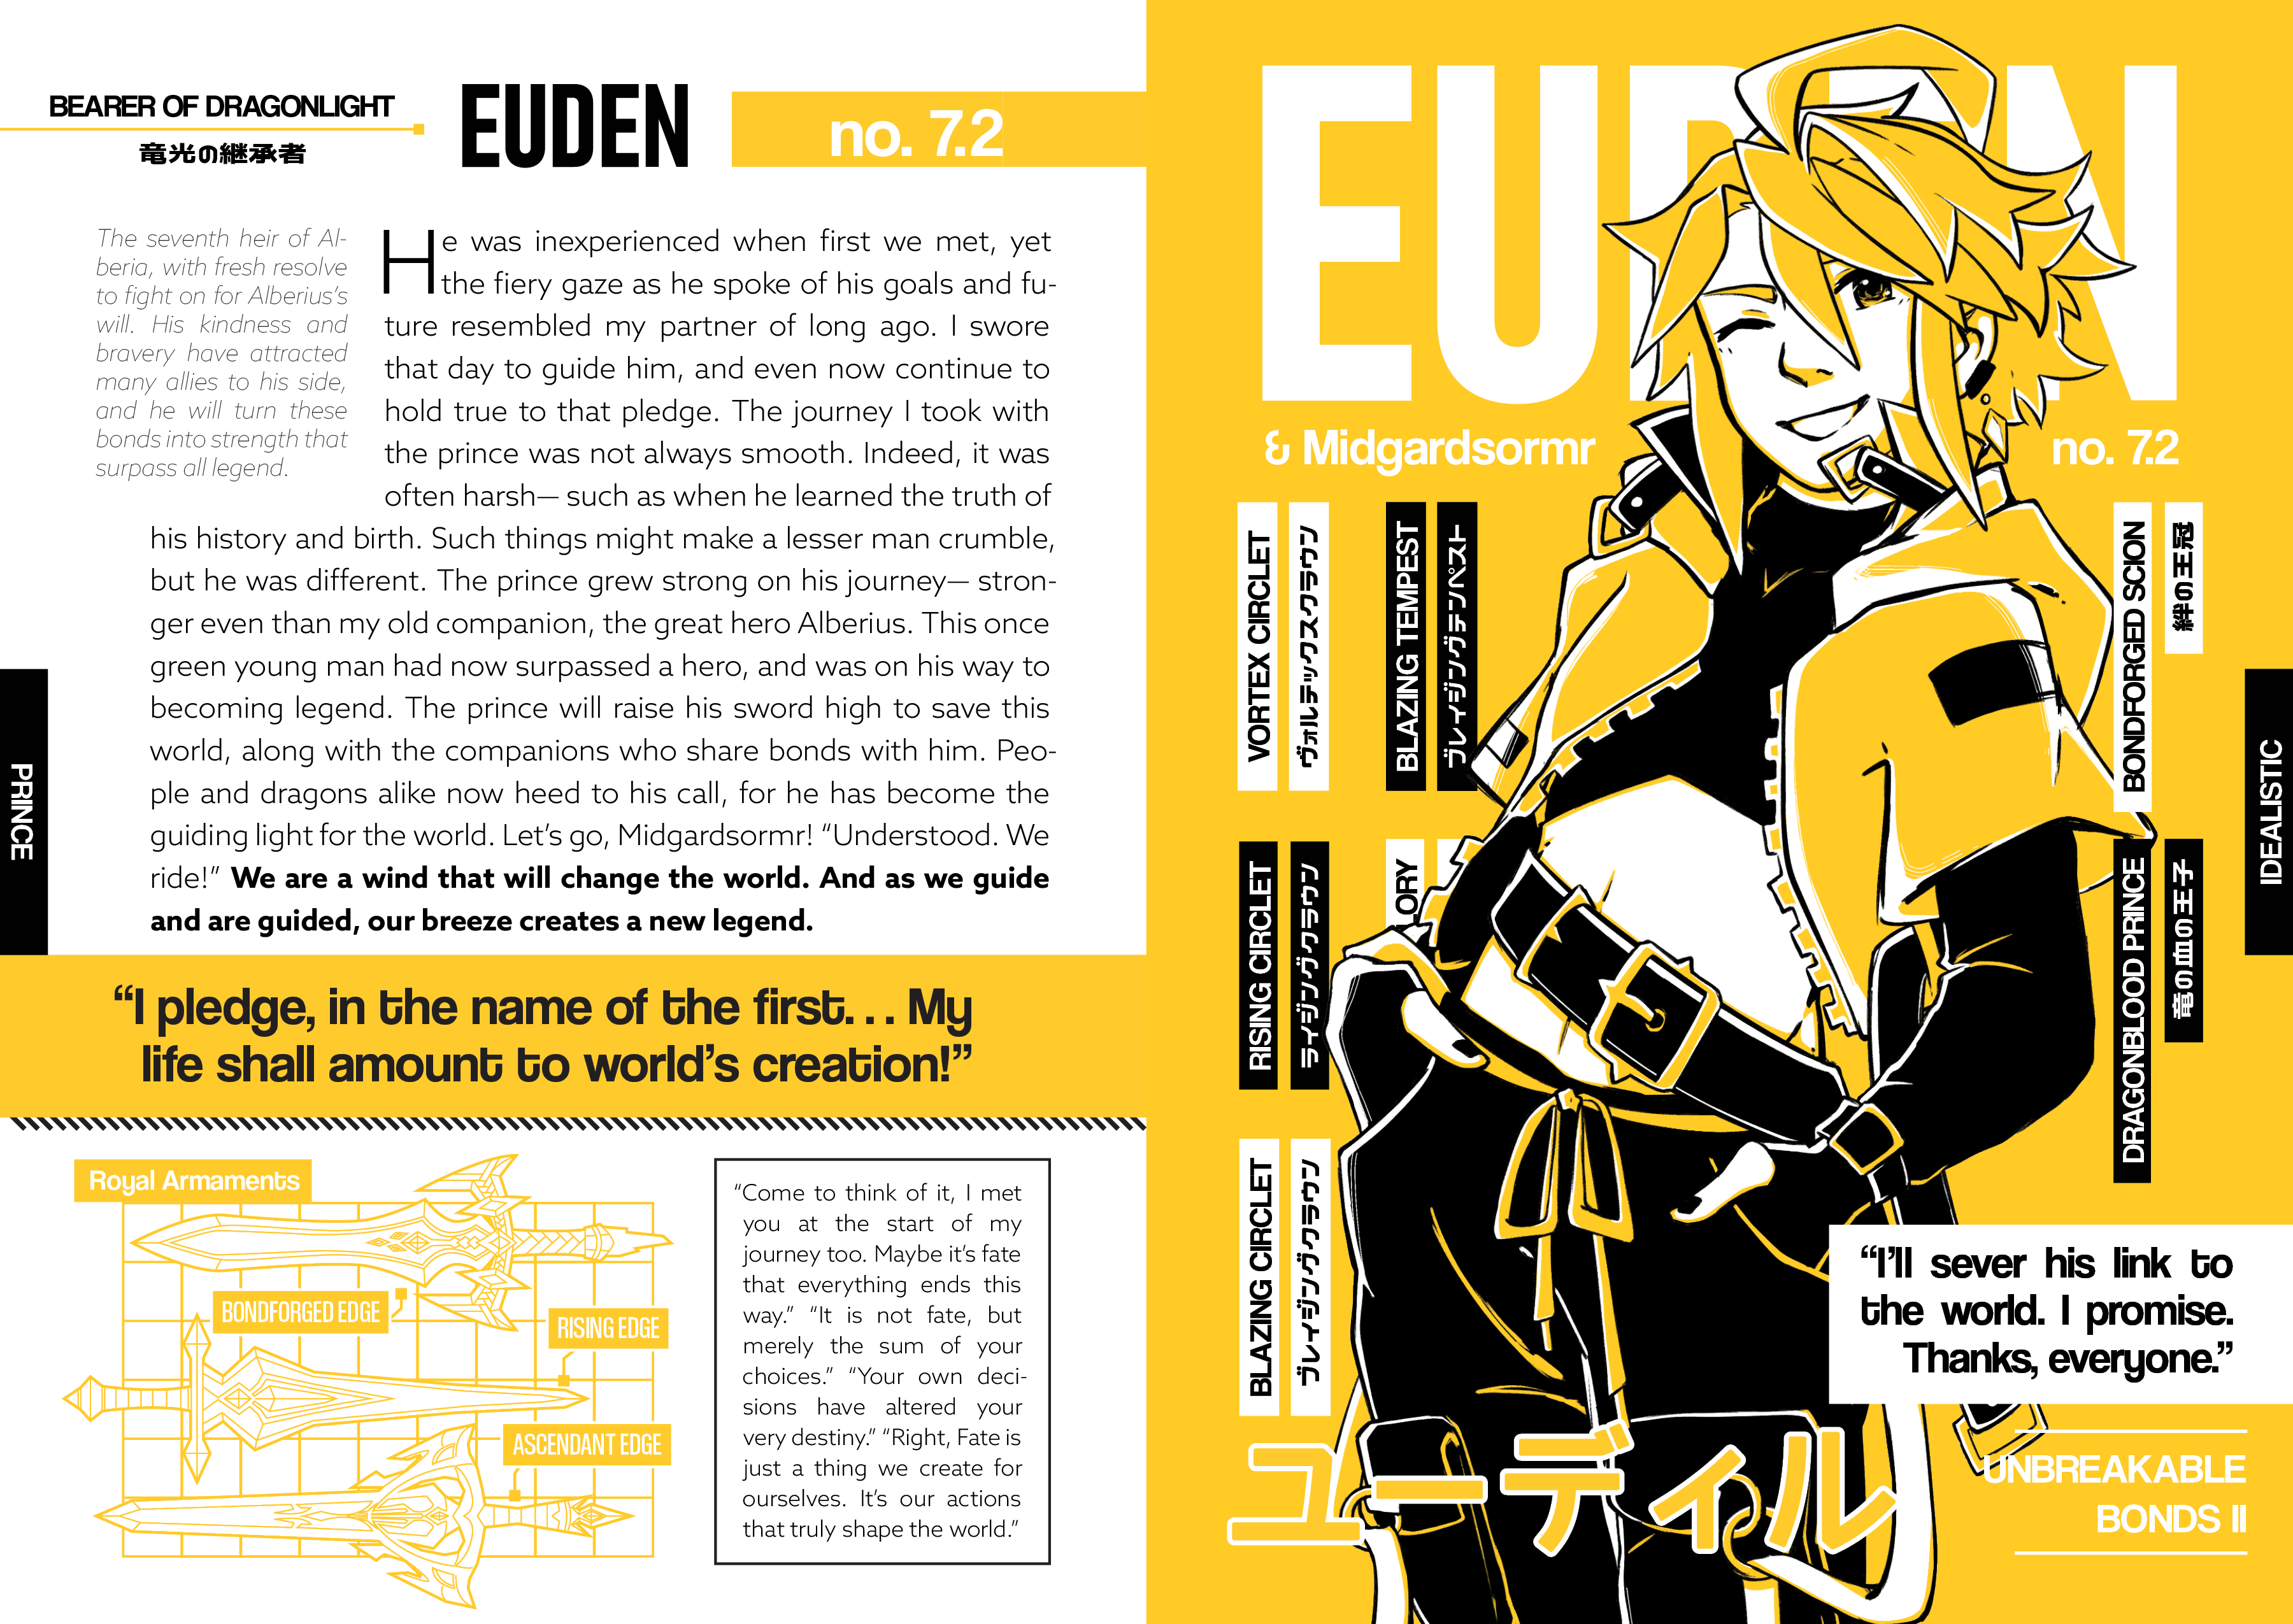 BEARER OF DRAGONLIGHT
竜光の継承者
EUDEN
no. 7.2
The seventh heir of Al-
beria, with fresh resolve
to fight on for Alberius's
will. His kindness and
bravery have attracted
many allies to his side,
and he will turn these
bonds into strength that
surpass all legend.
He was inexperienced when first we met, yet
the fiery gaze as he spoke of his goals and fu-
ture resembled my partner of long ago. I swore
that day to guide him, and even now continue to
hold true to that pledge. The journey I took with
the prince was not always smooth. Indeed, it was
often harsh— such as when he learned the truth of
his history and birth. Such things might make a lesser man crumble,
but he was different. The prince grew strong on his journey— stron-
ger even than my old companion, the great hero Alberius. This once
green young man had now surpassed a hero, and was on his way to
becoming legend. The prince will raise his sword high to save this
world, along with the companions who share bonds with him. Peo-
ple and dragons alike now heed to his call, for he has become the
guiding light for the world. Let's go, Midgardsormr! “Understood. We
ride!” We are a wind that will change the world. And as we guide
and are guided, our breeze creates a new legend.
PRINCE
“I pledge, in the name of the first... My
life shall amount to world's creation!”
Royal Armaments
BONDFORGED EDGE
RISING EDGE
ASCENDANT EDGE
“Come to think of it, I met
you at the start of my
journey too. Maybe it's fate
that everything ends this
way.” “It is not fate, but
merely the sum of your
choices.” “Your own deci-
sions have altered your
very destiny.” “Right, Fate is
just a thing we create for
ourselves. It's our actions
that truly shape the world.”
EUDEN
& Midgardsormr
no. 7.2
VORTEX CIRCLET
ヴォルテックスクラウン
BLAZING TEMPEST
ブレイジングテンペスト
BONDFORGED SCION
絆の王冠
RISING CIRCLET
ライジングクラウン
LORY
DRAGONBLOOD PRINCE
竜の血の王子
IDEALISTIC
BLAZING CIRCLET
ブレイジングクラウン
“I'll sever his link to
the world. I promise.
Thanks, everyone.”
ユーディル
UNBREAKABLE
BONDS II